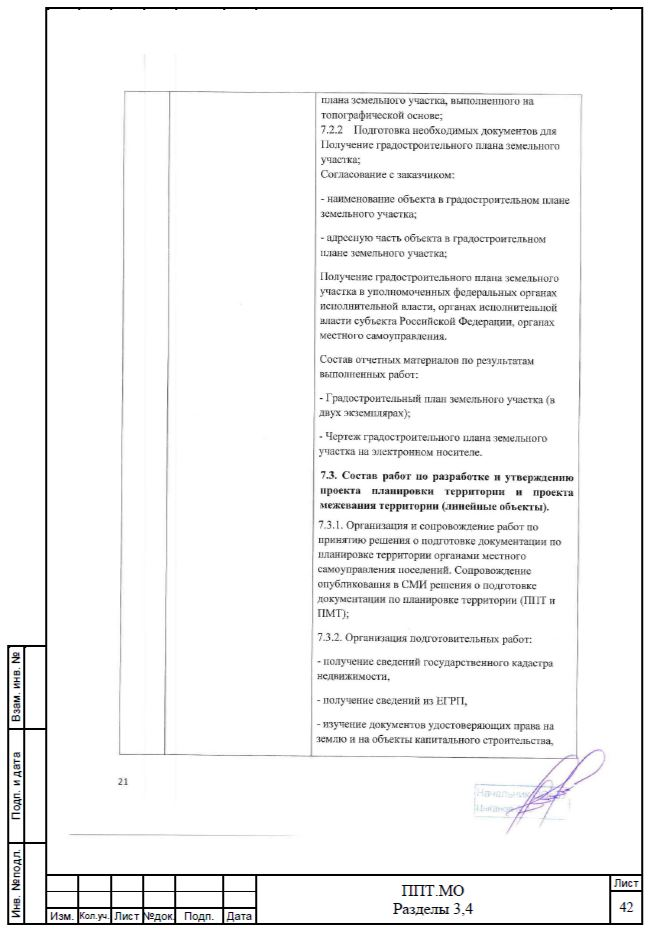 плана земельного участка, выполненного на
топографической основе;
7.2.2 Подготовка необходимых документов для
Получение градостроительного плана земельного
участка;
Согласование с заказчиком:
- наименование объекта в градостроительном плане
земельного участка;
- адресную часть объекта в градостроительном
плане земельного участка;
Получение градостроительного плана земельного
участка в уполномоченных федеральных органах
исполнительной власти, органах исполнительной
власти субъекта Российской Федерации, органах
местного самоуправления.
Состав отчетных материалов по результатам
выполненных работ:
- Градостроительный план земельного участка (в
двух экземплярах);
- Чертеж градостроительного плана земельного
участка на электронном носителе.
7.3. Состав работ по разработке и утверждению
проекта планировки территории и проекта
межевания территории (линейные объекты).
7.3.1. Организация и сопровождение работ по
принятию решения о подготовке документации по
планировке территории органами местного
самоуправления поселений. Сопровождение
опубликования в СМИ решения о подготовке
документации по планировке территории (ППТ и
ПМТ);
7.3.2. Организация подготовительных работ:
- получение сведений государственного кадастра
недвижимости,
- получение сведений из ЕГРП,
- изучение документов удостоверяющих права на
землю и на объекты капитального строительства,
21
Начальник
Взам. инв. №
Подп. и дата
Инв. №подл.
Изм. Кол.уч. Лист №док. Подп. Дата
ППТ.МО
Разделы 3,4
Лист
42